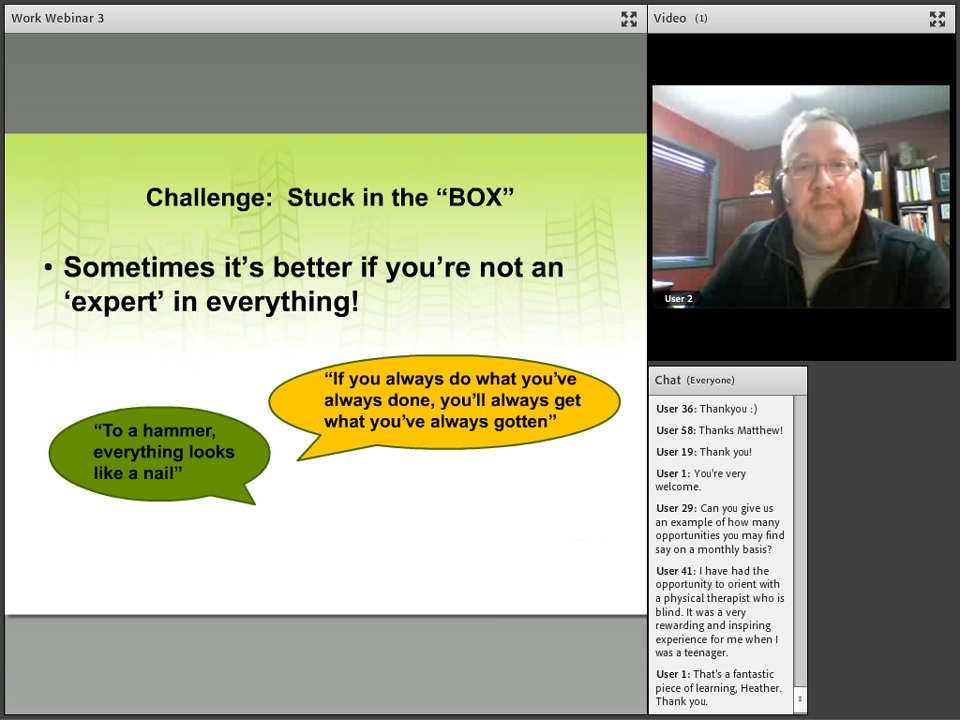 Work Webinar 3
Challenge:  Stuck in the “BOX”
• Sometimes it’s better if you’re not an
‘expert’ in everything!
“If you always do what you’ve
always done, you’ll always get
what you’ve always gotten”
“To a hammer,
everything looks
like a nail”
Video (1)
User 2
Chat (Everyone)
User 36: Thankyou :)
User 58: Thanks Matthew!
User 19: Thank you!
User 1: You're very
welcome.
User 29: Can you give us
an example of how many
opportunities you may find
say on a monthly basis?
User 41: I have had the
opportunity to orient with
a physical therapist who is
blind. It was a very
rewarding and inspiring
experience for me when I
was a teenager.
User 1: That's a fantastic
piece of learning, Heather.
Thank you.